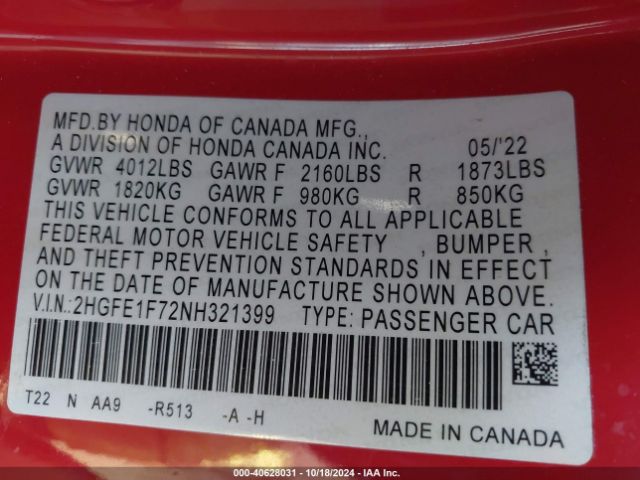 MFD.BY HONDA OF CANADA MFG.,
A DIVISION OF HONDA CANADA INC. 05/'22
GVWR 4012LBS GAWR F 2160LBS R 1873LBS
GVWR 1820KG GAWR F 980KG R 850KG
THIS VEHICLE CONFORMS TO ALL APPLICABLE
FEDERAL MOTOR VEHICLE SAFETY , BUMPER ,
AND THEFT PREVENTION STANDARDS IN EFFECT
ON THE DATE OF MANUFACTURE SHOWN ABOVE.
V.I.N.:2HGFE1F72NH321399 TYPE: PASSENGER CAR
T22 N AA9 -R513 -A -H
MADE IN CANADA
000-40628031 | 10/18/2024 | IAA Inc.